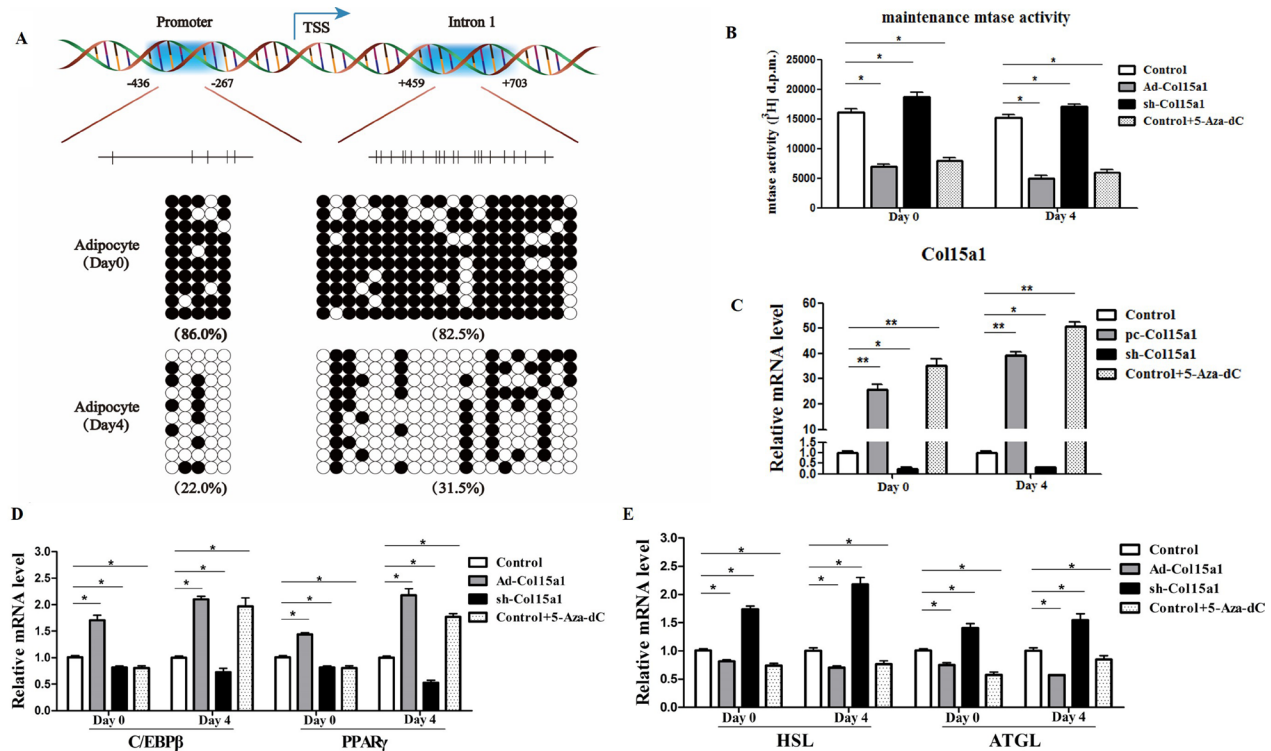 A
Promoter
TSS
Intron 1
-436
-267
+459
+703
Adipocyte
(Day0)
(86.0%)
(82.5%)
Adipocyte
(Day4)
(22.0%)
(31.5%)
B
maintenance mtase activity
mtase activity ([³H] d.p.m.)
25000
20000
15000
10000
5000
0
* * * * * *
Day 0
Day 4
Control
Ad-Col15a1
sh-Col15a1
Control+5-Aza-dC
C
Col15a1
Relative mRNA level
60
50
40
30
20
10
1.5
1.0
0.5
0.0
** * ** ** * **
Day 0
Day 4
Control
pc-Col15a1
sh-Col15a1
Control+5-Aza-dC
D
Relative mRNA level
3.0
2.5
2.0
1.5
1.0
0.5
0.0
* * * * * * * * * * * *
Day 0
Day 4
Day 0
Day 4
C/EBPβ
PPARγ
Control
Ad-Col15a1
sh-Col15a1
Control+5-Aza-dC
E
Relative mRNA level
3.0
2.5
2.0
1.5
1.0
0.5
0.0
* * * * * * * * * * * *
Day 0
Day 4
Day 0
Day 4
HSL
ATGL
Control
Ad-Col15a1
sh-Col15a1
Control+5-Aza-dC